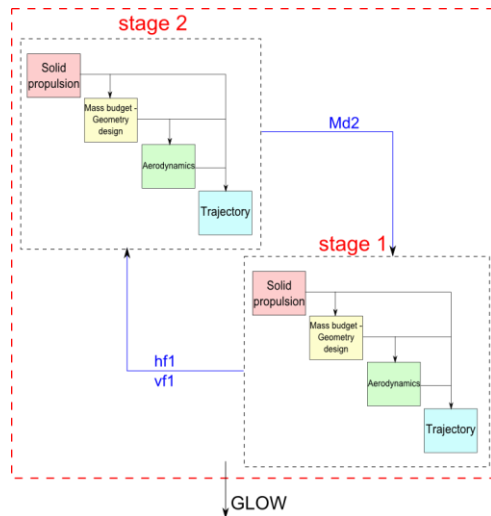 stage 2
Solid
propulsion
Mass budget -
Geometry
design
Aerodynamics
Trajectory
Md2
stage 1
Solid
propulsion
Mass budget -
Geometry
design
Aerodynamics
Trajectory
hf1
vf1
GLOW